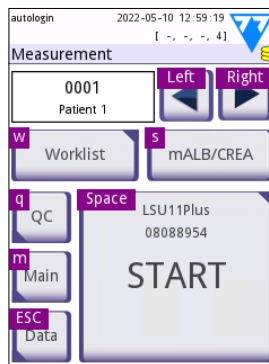 autologin 2022-05-10 12:59:19
[ -, -, -, 4]
Measurement
Left Right
0001
Patient 1
w s
Worklist mALB/CREA
q Space
QC LSU11Plus
08088954
m
Main START
ESC
Data